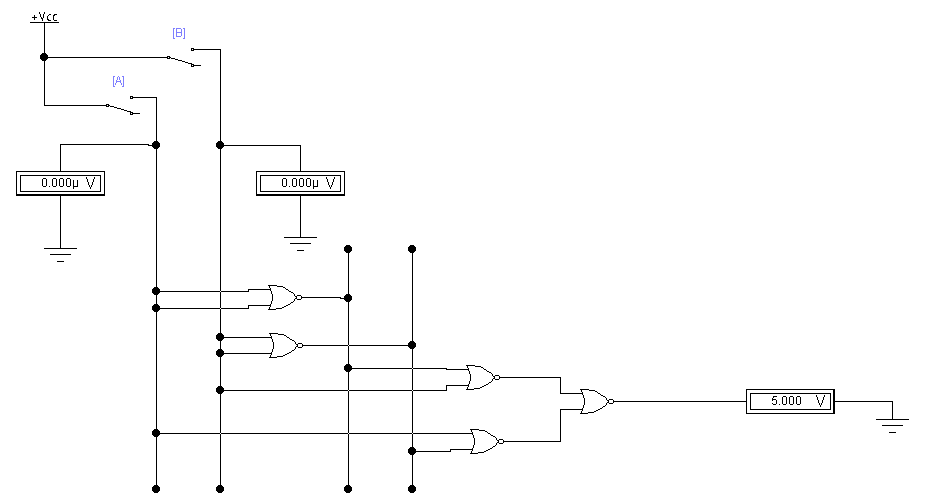 +Vcc
[B]
[A]
0.000µ V
0.000µ V
5.000 V